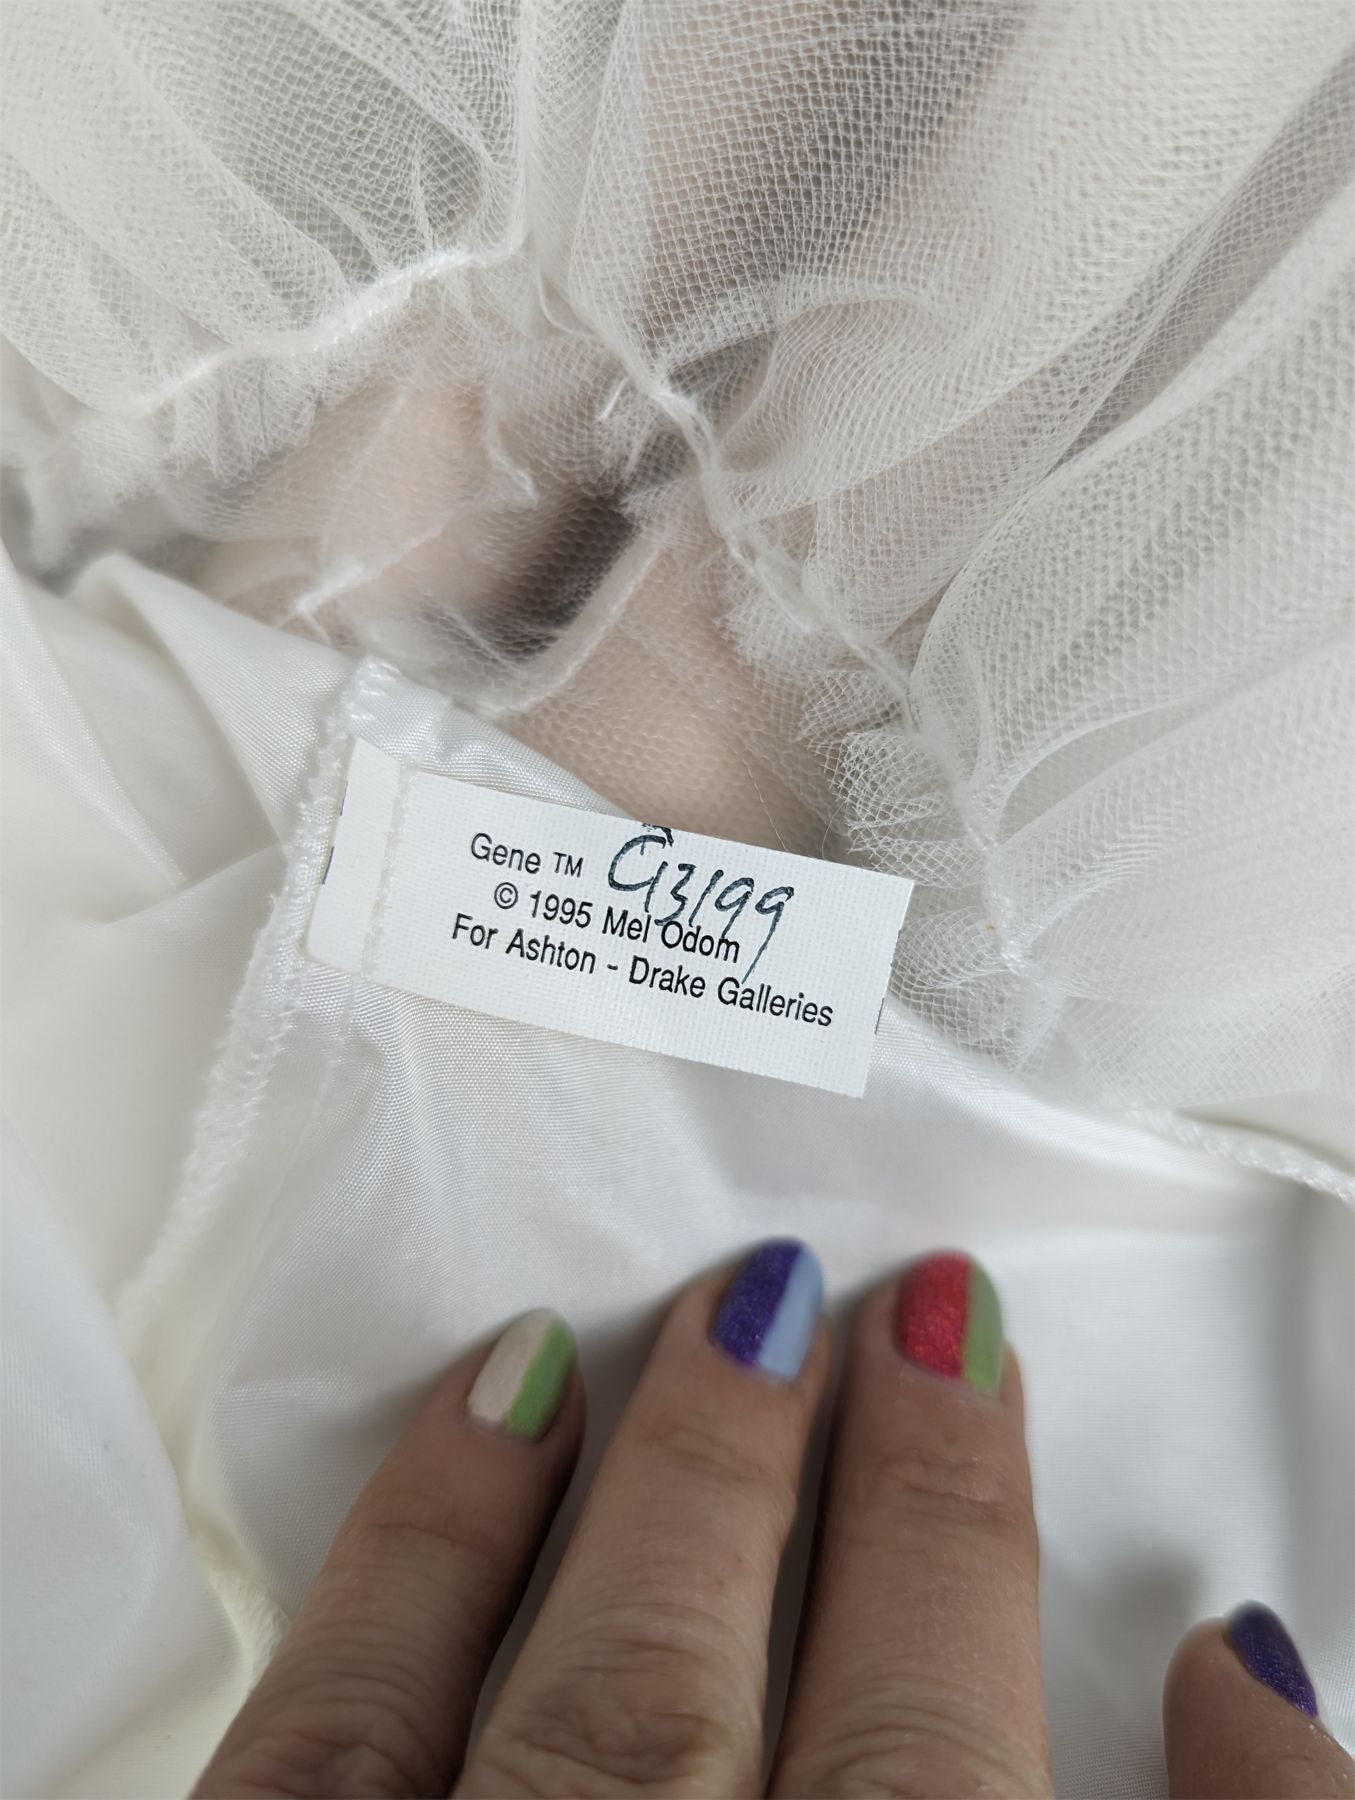 Gene ™ G3199
© 1995 Mel Odom
For Ashton - Drake Galleries